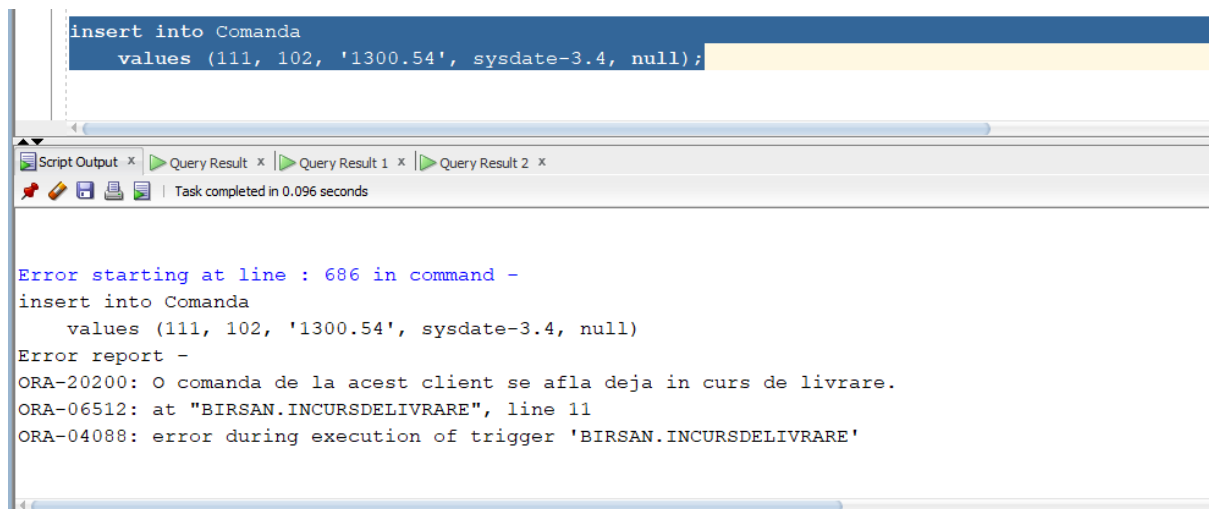 insert into Comanda
values (111, 102, '1300.54', sysdate-3.4, null);
Script Output x Query Result x Query Result 1 x Query Result 2 x
Task completed in 0.096 seconds
Error starting at line : 686 in command -
insert into Comanda
values (111, 102, '1300.54', sysdate-3.4, null)
Error report -
ORA-20200: O comanda de la acest client se afla deja in curs de livrare.
ORA-06512: at "BIRSAN.INCURSDELIVRARE", line 11
ORA-04088: error during execution of trigger 'BIRSAN.INCURSDELIVRARE'